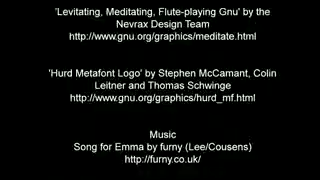 'Levitating, Meditating, Flute-playing Gnu' by the
Nevrax Design Team
http://www.gnu.org/graphics/meditate.html
'Hurd Metafont Logo' by Stephen McCamant, Colin
Leitner and Thomas Schwinge
http://www.gnu.org/graphics/hurd_mf.html
Music
Song for Emma by furny (Lee/Cousens)
http://furny.co.uk/